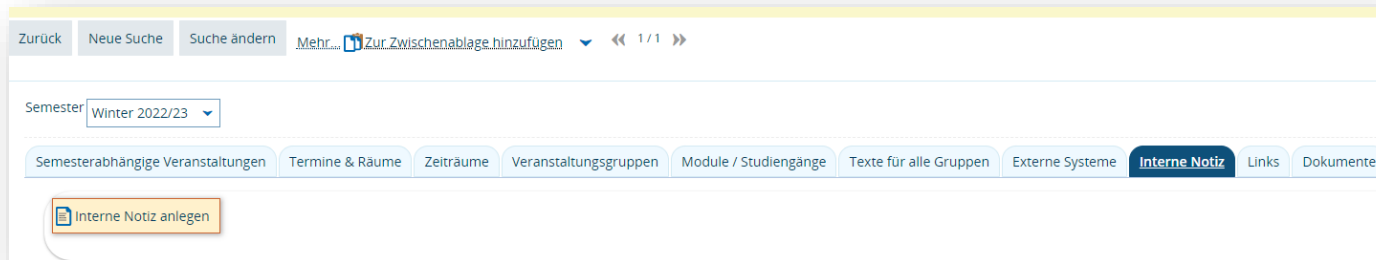 Zurück Neue Suche Suche ändern Mehr... Zur Zwischenablage hinzufügen 1 / 1
Semester Winter 2022/23
Semesterabhängige Veranstaltungen Termine & Räume Zeiträume Veranstaltungsgruppen Module / Studiengänge Texte für alle Gruppen Externe Systeme Interne Notiz Links Dokumente
Interne Notiz anlegen